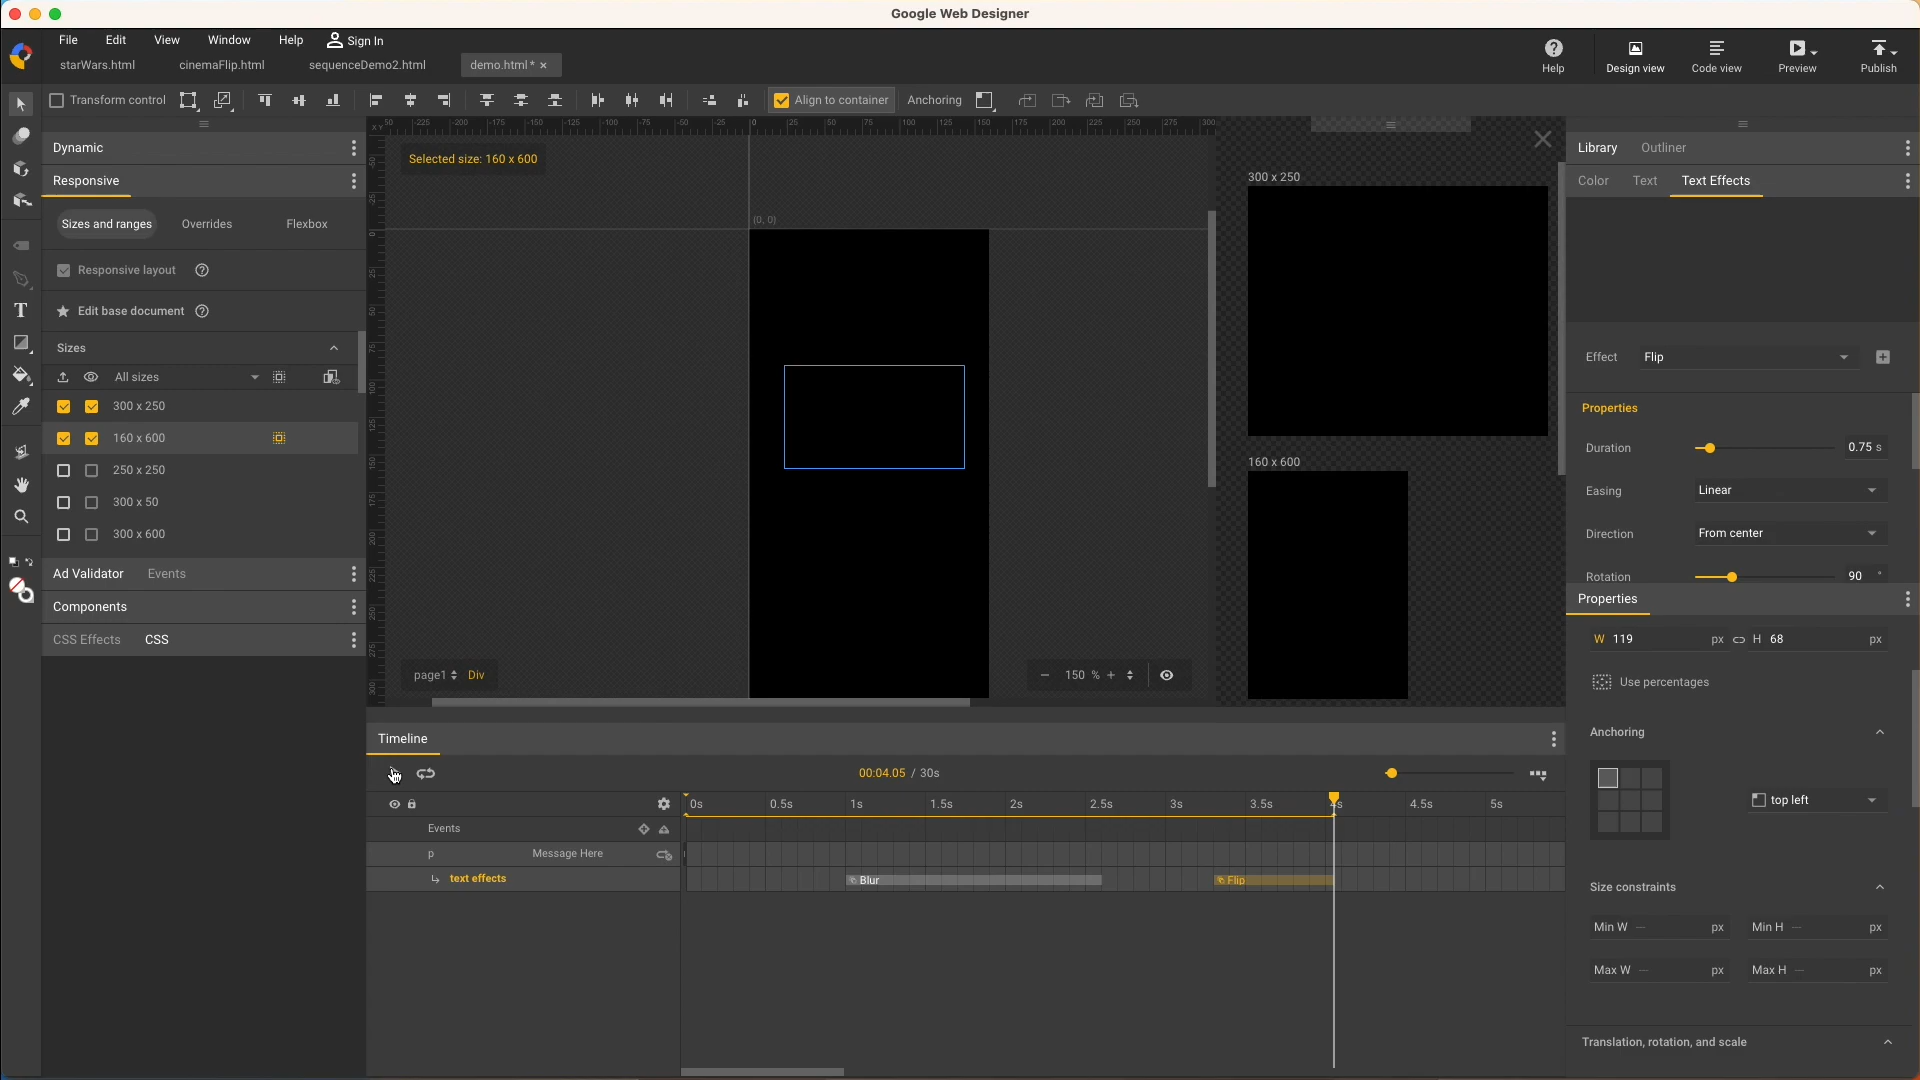 Google Web Designer
File Edit View Window Help Sign In
starWars.html cinemaFlip.html sequenceDemo2.html demo.html* ×
Help Design view Code view Preview Publish
Transform control Align to container Anchoring
Dynamic
Responsive
Sizes and ranges Overrides Flexbox
Responsive layout
Edit base document
Sizes
All sizes
300 x 250
160 x 600
250 x 250
300 x 50
300 x 600
Ad Validator Events
Components
CSS Effects CSS
Selected size: 160 x 600
(0, 0)
page1 Div
150 %
300 x 250
160 x 600
Library Outliner
Color Text Text Effects
Effect Flip
Properties
Duration 0.75 s
Easing Linear
Direction From center
Rotation 90 °
Properties
W 119 px H 68 px
Use percentages
Anchoring
top left
Size constraints
Min W px Min H px
Max W px Max H px
Translation, rotation, and scale
Timeline
00:04.05 / 30s
0s 0.5s 1s 1.5s 2s 2.5s 3s 3.5s 4s 4.5s 5s
Events
p Message Here
text effects Blur Flip